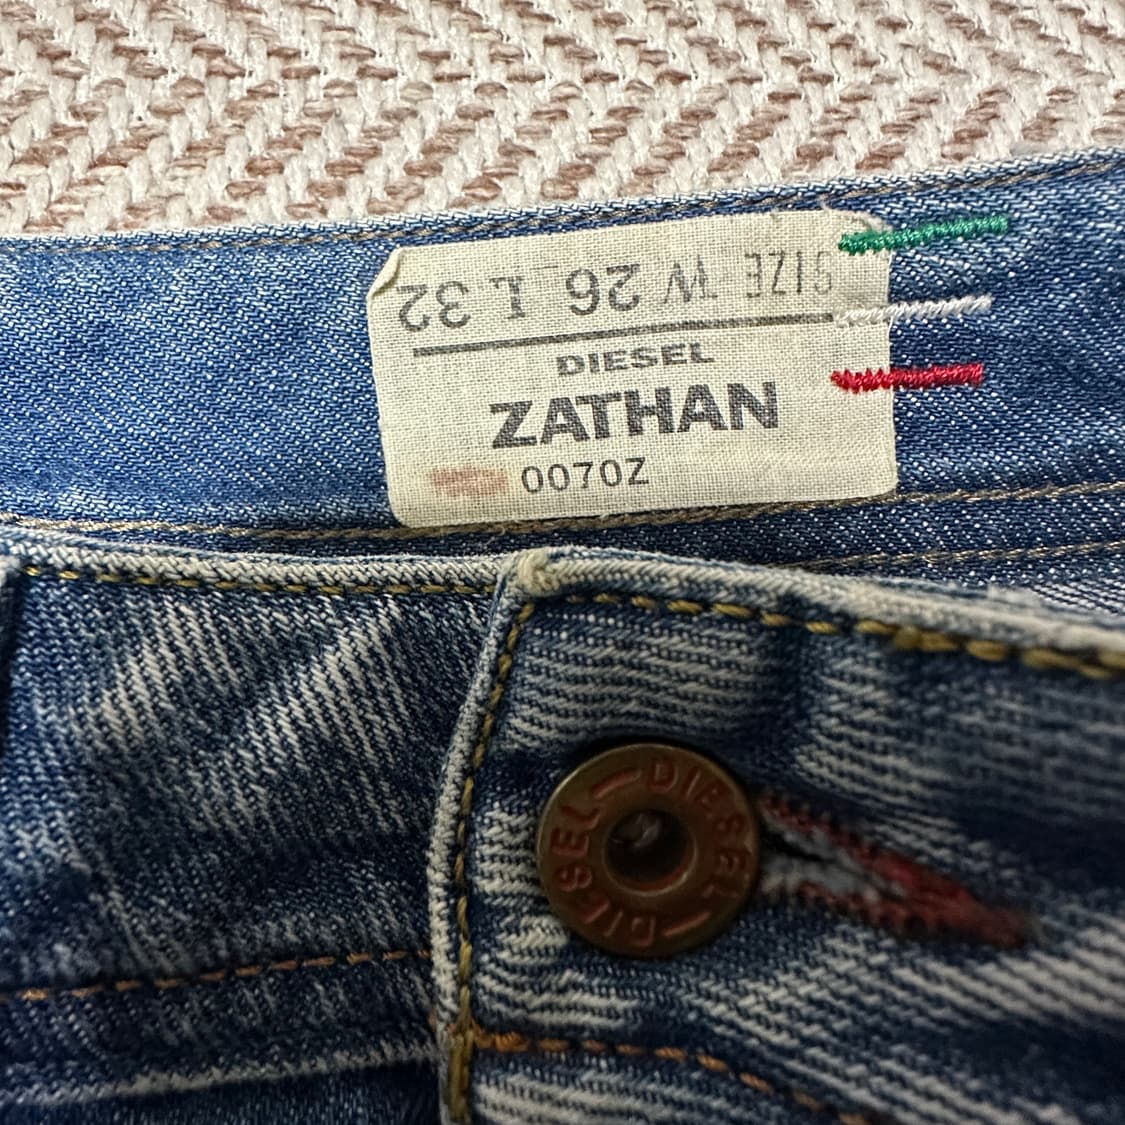 SIZE W 26 L 32
DIESEL
ZATHAN
0070Z
DIESEL DIESEL